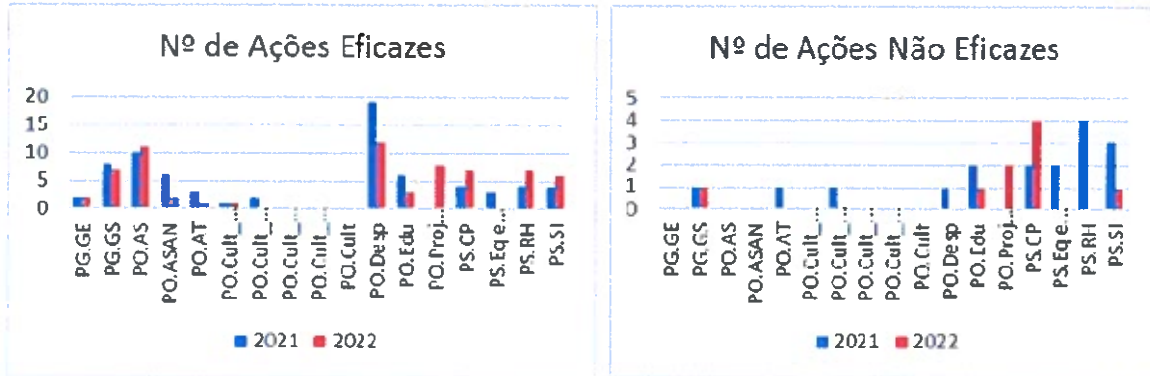 Nº de Ações Eficazes
20
15
10
5
0
PG.GE
PG.GS
PO.AS
PO.ASAN
PO.AT
PO.Cult_...
PO.Cult_...
PO.Cult_...
PO.Cult_...
PO.Cult
PO.Desp
PO.Edu
PO.Proj...
PS.CP
PS.Eq e...
PS.RH
PS.SI
2021
2022
Nº de Ações Não Eficazes
5
4
3
2
1
0
PG.GE
PG.GS
PO.AS
PO.ASAN
PO.AT
PO.Cult_...
PO.Cult_...
PO.Cult_...
PO.Cult_...
PO.Cult
PO.Desp
PO.Edu
PO.Proj...
PS.CP
PS.Eq e...
PS.RH
PS.SI
2021
2022